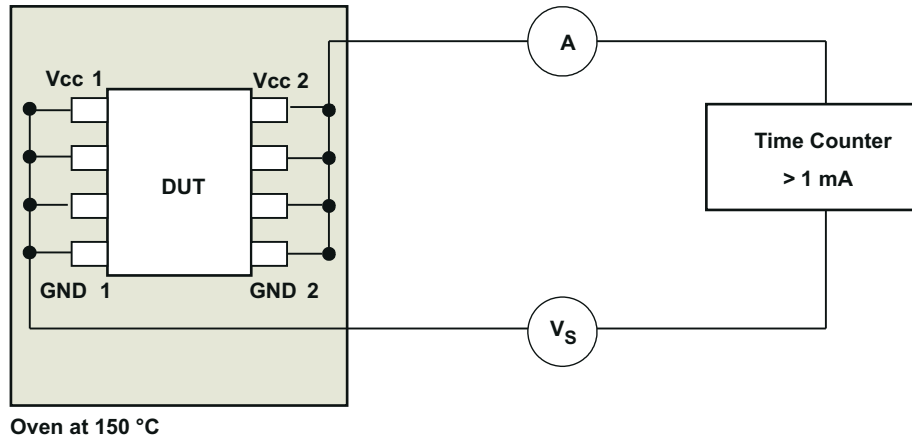 A
Vcc 1
Vcc 2
Time Counter
> 1 mA
DUT
GND 1
GND 2
VS
Oven at 150 °C